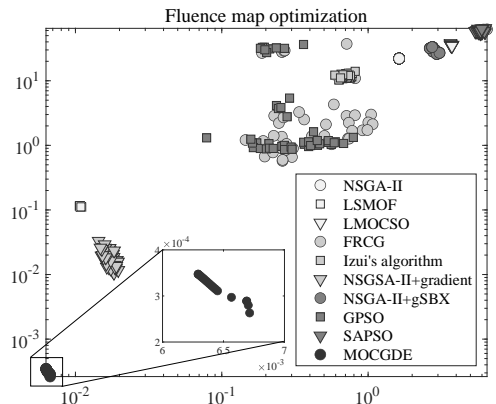 Fluence map optimization
10^1
10^0
10^-1
10^-2
10^-3
10^-2
10^-1
10^0
×10^-4
4
3
2
6
6.5
7
×10^-3
NSGA-II
LSMOF
LMOCSO
FRCG
Izui's algorithm
NSGSA-II+gradient
NSGA-II+gSBX
GPSO
SAPSO
MOCGDE